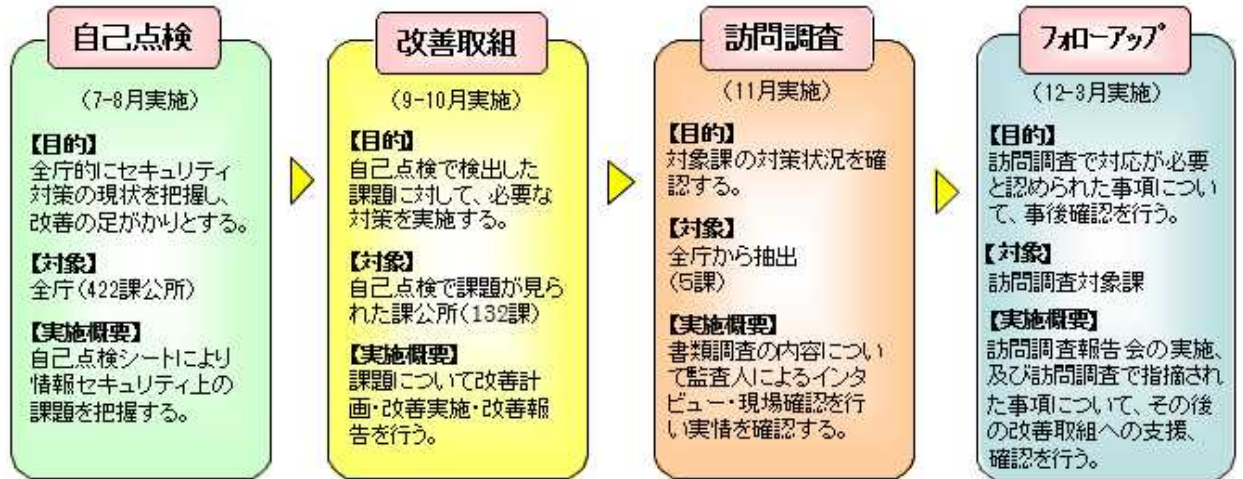 自己点検
(7-8月実施)
【目的】
全庁的にセキュリティ
対策の現状を把握し、
改善の足がかりとする。
【対象】
全庁(422課公所)
【実施概要】
自己点検シートにより
情報セキュリティ上の
課題を把握する。
改善取組
(9-10月実施)
【目的】
自己点検で検出した
課題に対して、必要な
対策を実施する。
【対象】
自己点検で課題が見ら
れた課公所(132課)
【実施概要】
課題について改善計
画・改善実施・改善報
告を行う。
訪問調査
(11月実施)
【目的】
対象課の対策状況を確
認する。
【対象】
全庁から抽出
(5課)
【実施概要】
書類調査の内容につい
て監査人によるインタ
ビュー・現場確認を行
い実情を確認する。
フォローアップ
(12-3月実施)
【目的】
訪問調査で対応が必要
と認められた事項につい
て、事後確認を行う。
【対象】
訪問調査対象課
【実施概要】
訪問調査報告会の実施、
及び訪問調査で指摘され
た事項について、その後
の改善取組への支援、
確認を行う。